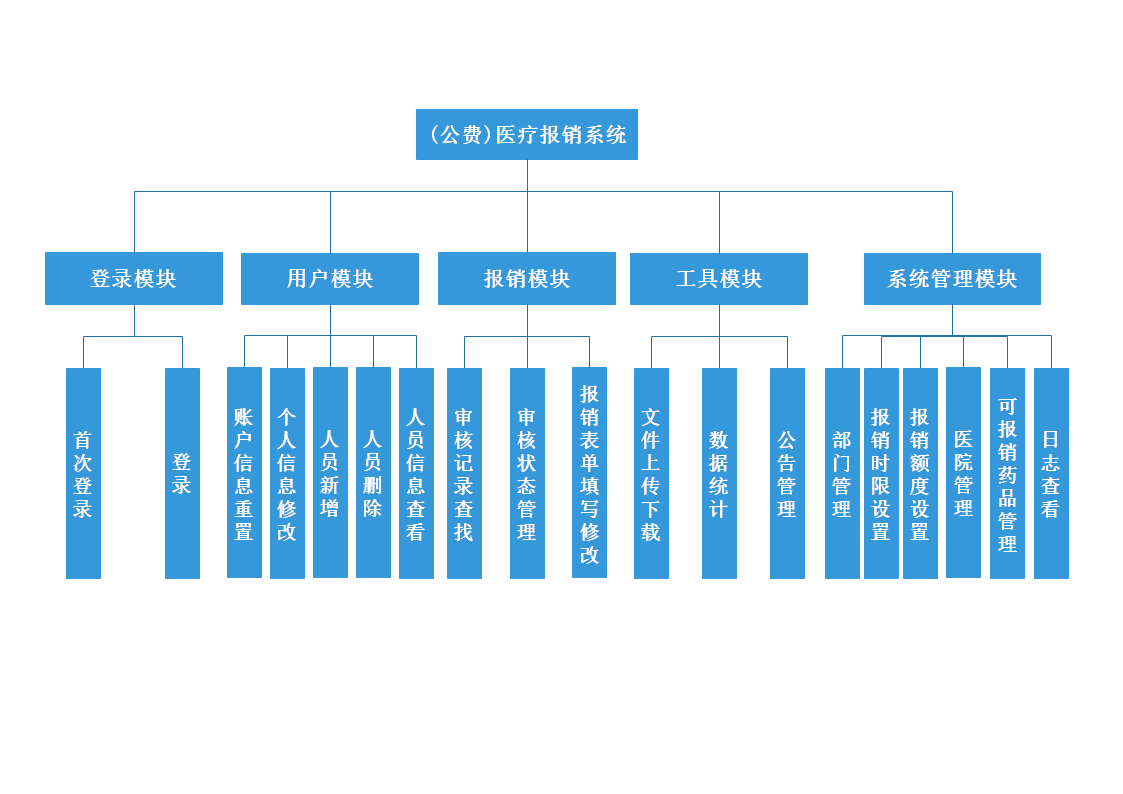 (公费)医疗报销系统
登录模块
用户模块
报销模块
工具模块
系统管理模块
首次登录
登录
账户信息重置
个人信息修改
人员新增
人员删除
人员信息查看
审核记录查找
审核状态管理
报销表单填写修改
文件上传下载
数据统计
公告管理
部门管理
报销时限设置
报销额度设置
医院管理
可报销药品管理
日志查看